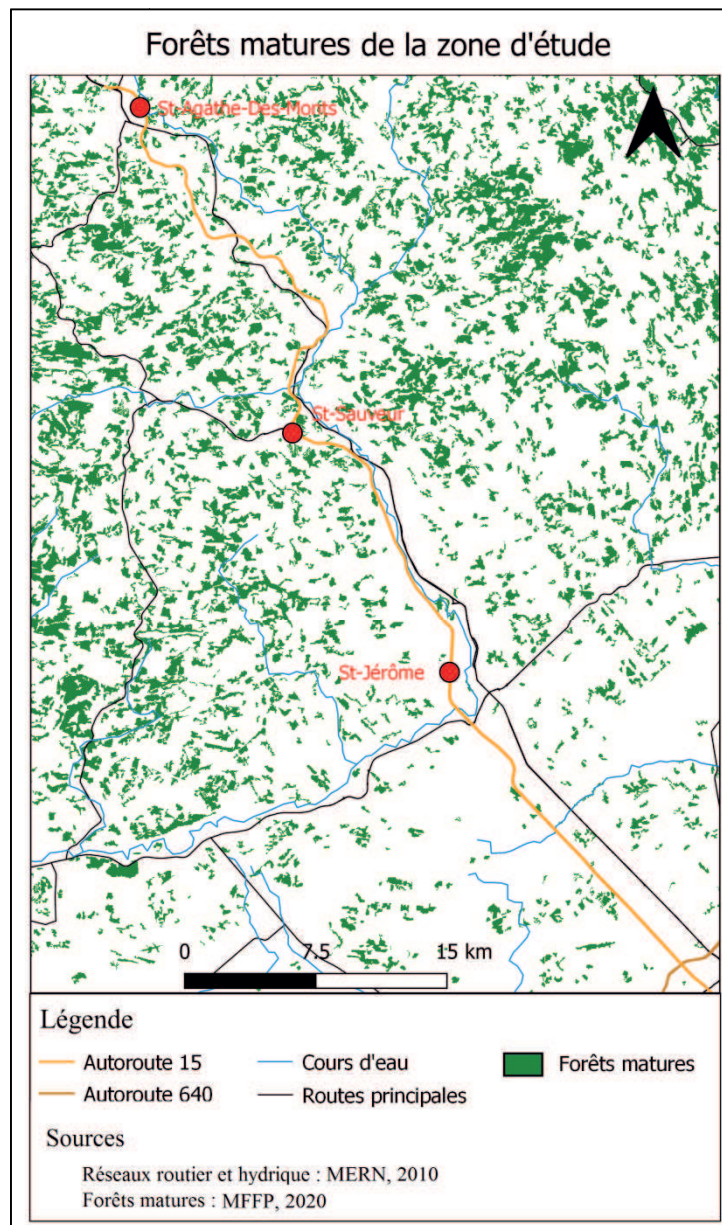 Forêts matures de la zone d'étude
St-Agathe-Des-Monts
St-Sauveur
St-Jérôme
0 7.5 15 km
Légende
Autoroute 15 Cours d'eau Forêts matures
Autoroute 640 Routes principales
Sources
Réseaux routier et hydrique : MERN, 2010
Forêts matures : MFFP, 2020